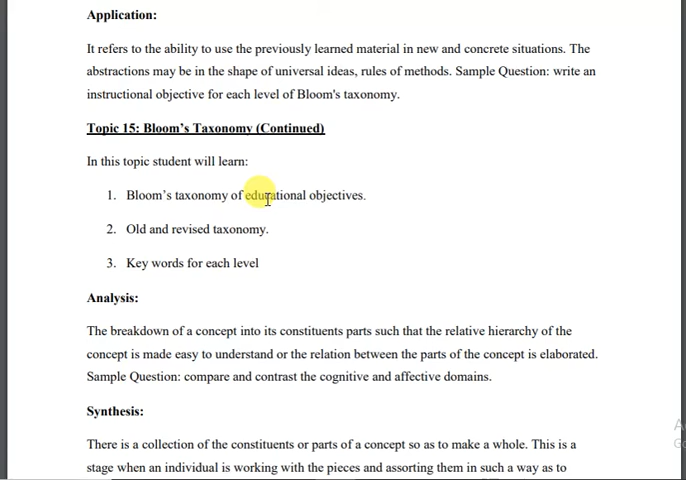 Application:
It refers to the ability to use the previously learned material in new and concrete situations. The
abstractions may be in the shape of universal ideas, rules of methods. Sample Question: write an
instructional objective for each level of Bloom's taxonomy.
Topic 15: Bloom's Taxonomy (Continued)
In this topic student will learn:
1. Bloom's taxonomy of educational objectives.
2. Old and revised taxonomy.
3. Key words for each level
Analysis:
The breakdown of a concept into its constituents parts such that the relative hierarchy of the
concept is made easy to understand or the relation between the parts of the concept is elaborated.
Sample Question: compare and contrast the cognitive and affective domains.
Synthesis:
There is a collection of the constituents or parts of a concept so as to make a whole. This is a
stage when an individual is working with the pieces and assorting them in such a way as to